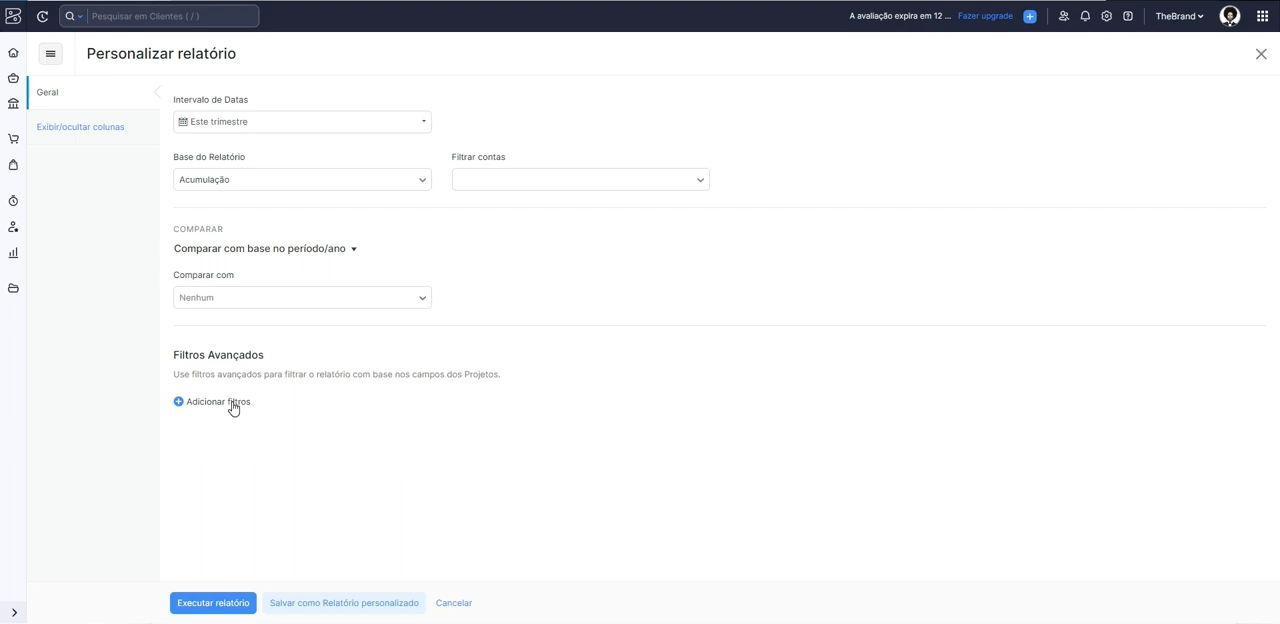 Pesquisar em Clientes ( / )
A avaliação expira em 12 ... Fazer upgrade
TheBrand
Personalizar relatório
Geral
Exibir/ocultar colunas
Intervalo de Datas
Este trimestre
Base do Relatório
Filtrar contas
Acumulação
COMPARAR
Comparar com base no período/ano
Comparar com
Nenhum
Filtros Avançados
Use filtros avançados para filtrar o relatório com base nos campos dos Projetos.
Adicionar filtros
Executar relatório
Salvar como Relatório personalizado
Cancelar